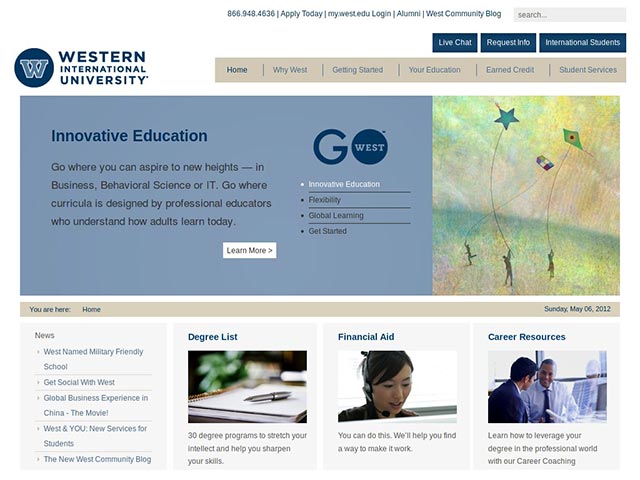 866.948.4636 | Apply Today | my.west.edu Login | Alumni | West Community Blog
search...
Live Chat
Request Info
International Students
W
WESTERN
INTERNATIONAL
UNIVERSITY
Home
Why West
Getting Started
Your Education
Earned Credit
Student Services
Innovative Education
Go where you can aspire to new heights — in
Business, Behavioral Science or IT. Go where
curricula is designed by professional educators
who understand how adults learn today.
Learn More >
GO WEST
Innovative Education
Flexibility
Global Learning
Get Started
You are here: Home
Sunday, May 06, 2012
News
West Named Military Friendly
School
Get Social With West
Global Business Experience in
China - The Movie!
West & YOU: New Services for
Students
The New West Community Blog
Degree List
30 degree programs to stretch your
intellect and help you sharpen
your skills.
Financial Aid
You can do this. We'll help you find
a way to make it work.
Career Resources
Learn how to leverage your
degree in the professional world
with our Career Coaching